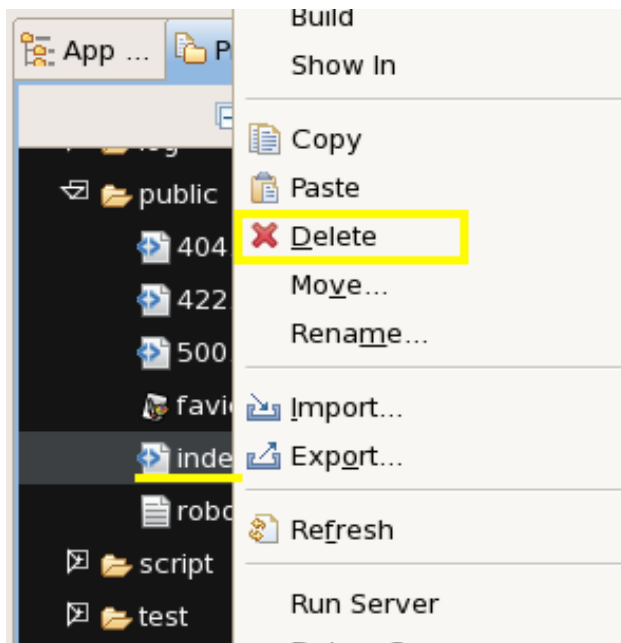 App ...
P
Build
Show In
Copy
Paste
Delete
Move...
Rename...
Import...
Export...
Refresh
Run Server
public
404.
422.
500.
favi
inde
robo
script
test